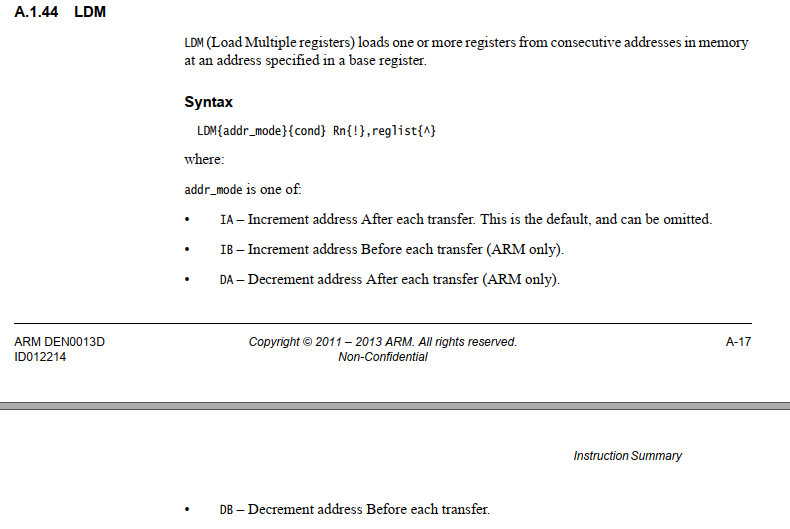 A.1.44 LDM
LDM (Load Multiple registers) loads one or more registers from consecutive addresses in memory
at an address specified in a base register.
Syntax
LDM{addr_mode}{cond} Rn{!},reglist{^}
where:
addr_mode is one of:
• IA – Increment address After each transfer. This is the default, and can be omitted.
• IB – Increment address Before each transfer (ARM only).
• DA – Decrement address After each transfer (ARM only).
ARM DEN0013D Copyright © 2011 – 2013 ARM. All rights reserved. A-17
ID012214 Non-Confidential
Instruction Summary
• DB – Decrement address Before each transfer.